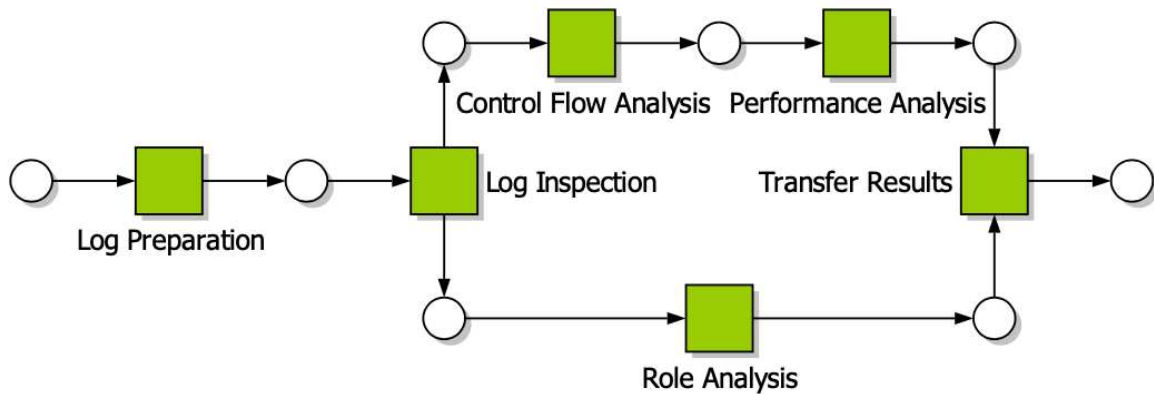 Control Flow Analysis
Performance Analysis
Log Inspection
Transfer Results
Log Preparation
Role Analysis